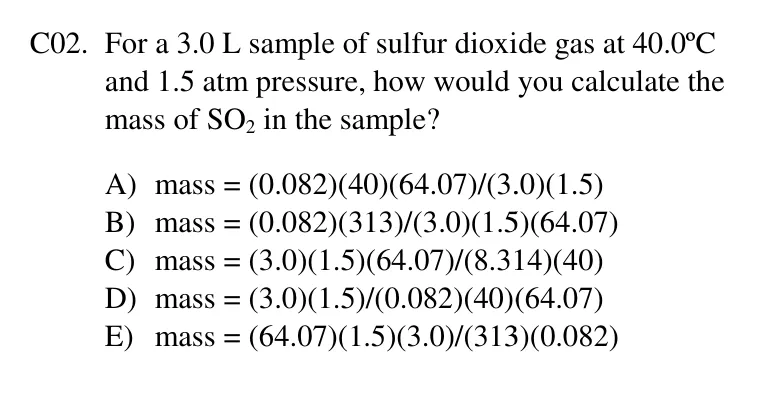 C02. For a 3.0 L sample of sulfur dioxide gas at 40.0ºC
and 1.5 atm pressure, how would you calculate the
mass of SO₂ in the sample?
A) mass = (0.082)(40)(64.07)/(3.0)(1.5)
B) mass = (0.082)(313)/(3.0)(1.5)(64.07)
C) mass = (3.0)(1.5)(64.07)/(8.314)(40)
D) mass = (3.0)(1.5)/(0.082)(40)(64.07)
E) mass = (64.07)(1.5)(3.0)/(313)(0.082)